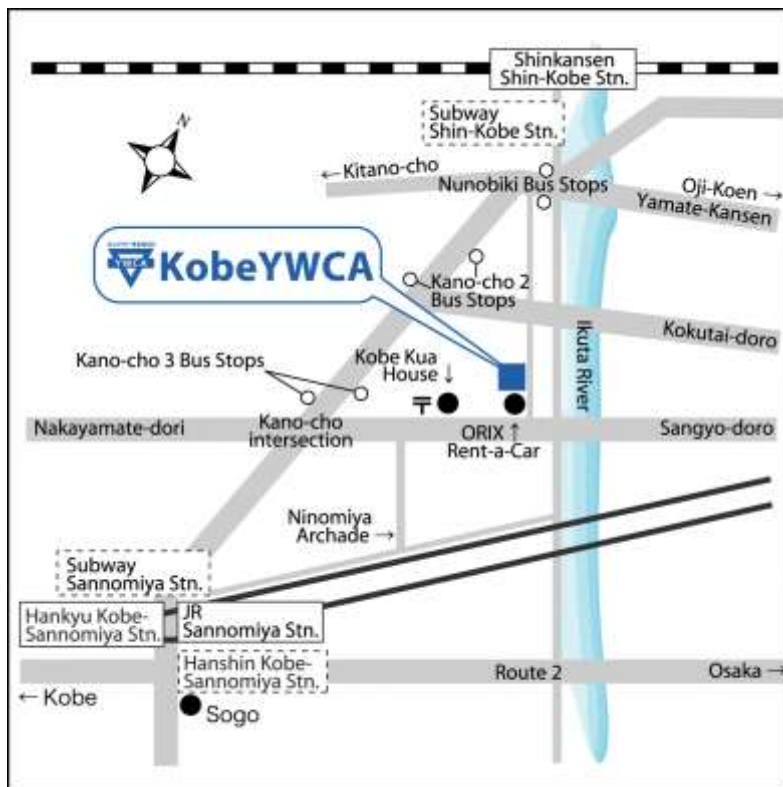 Shinkansen
Shin-Kobe Stn.
N
Subway
Shin-Kobe Stn.
← Kitano-cho
Nunobiki Bus Stops
Oji-Koen →
Yamate-Kansen
YWCA
KobeYWCA
Kano-cho 2
Bus Stops
Kokutai-doro
Ikuta River
Kobe Kua
House ↓
Kano-cho 3 Bus Stops
〒
Nakayamate-dori
Kano-cho
intersection
ORIX ↑
Rent-a-Car
Sangyo-doro
Ninomiya
Archade →
Subway
Sannomiya Stn.
Hankyu Kobe-
Sannomiya Stn.
JR
Sannomiya Stn.
Hanshin Kobe-
Sannomiya Stn.
Route 2
Osaka →
← Kobe
Sogo